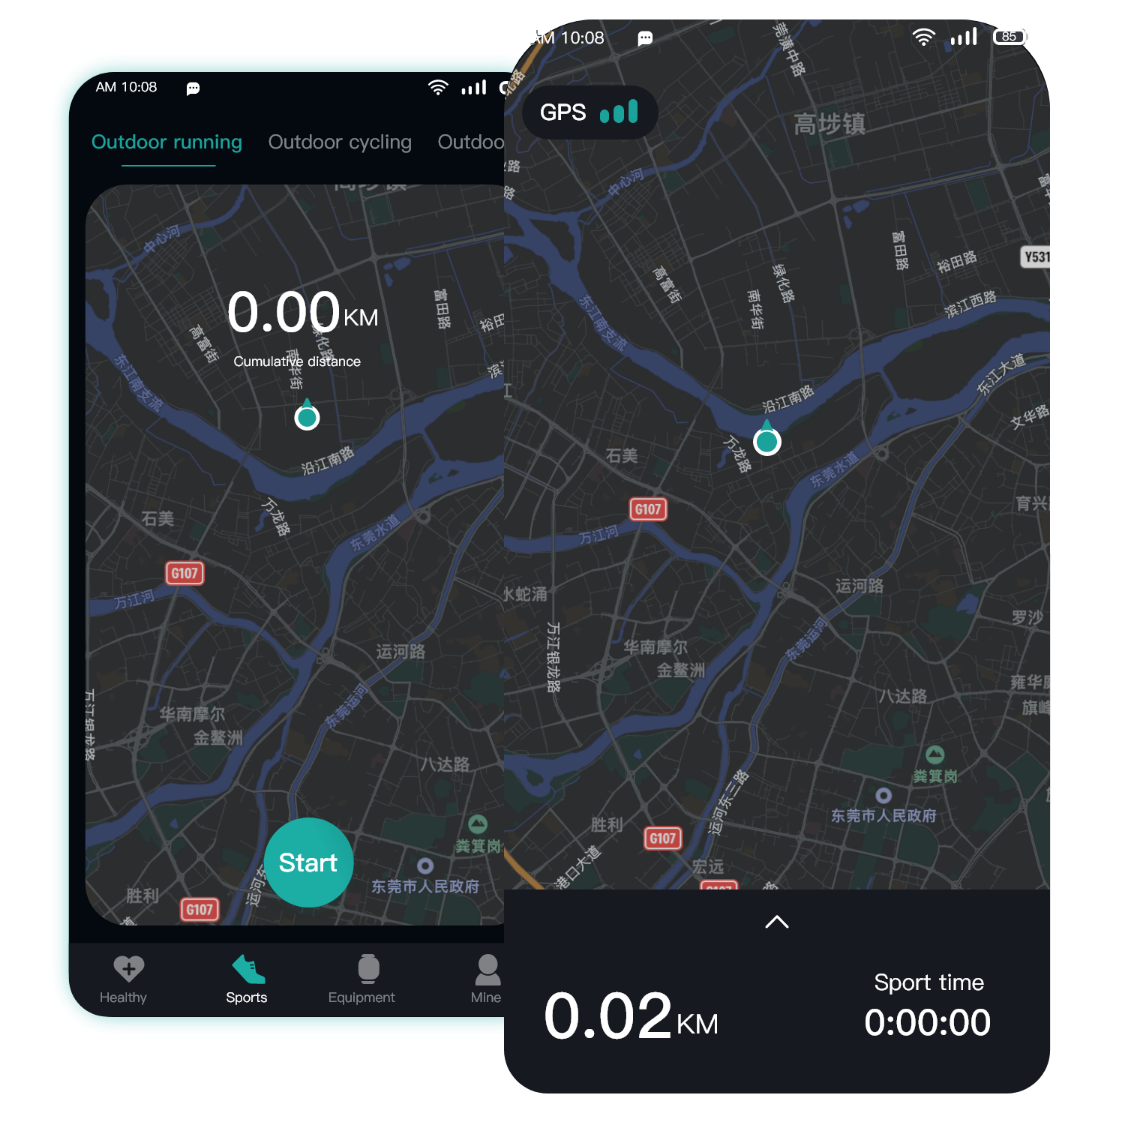 AM 10:08
Outdoor running
Outdoor cycling
Outdoo
高埗镇
中心河
0.00KM
Cumulative distance
高富街
南华街
绿化路
富田路
裕田
滨
东江南支流
沿江南路
万龙路
石美
东莞水道
G107
万江河
运河路
华南摩尔
金鳌洲
万江银龙路
东莞运河
八达路
粪箕岗
Start
东莞市人民政府
胜利
G107
运河东
Healthy
Sports
Equipment
Mine
AM 10:08
85
GPS
莞潢中路
高埗镇
中心河
路
富田路
裕田路
Y531
高富街
绿化路
南华街
滨江西路
东江南支流
东江大道
沿江南路
文华路
万龙路
石美
东莞水道
育兴
G107
万江河
水蛇涌
运河路
罗沙
万江银龙路
华南摩尔
金鳌洲
东莞运河
八达路
雍华
旗峰
粪箕岗
东莞市人民政府
运河东三路
胜利
G107
宏远
港口大道
G107
0.02KM
Sport time
0:00:00